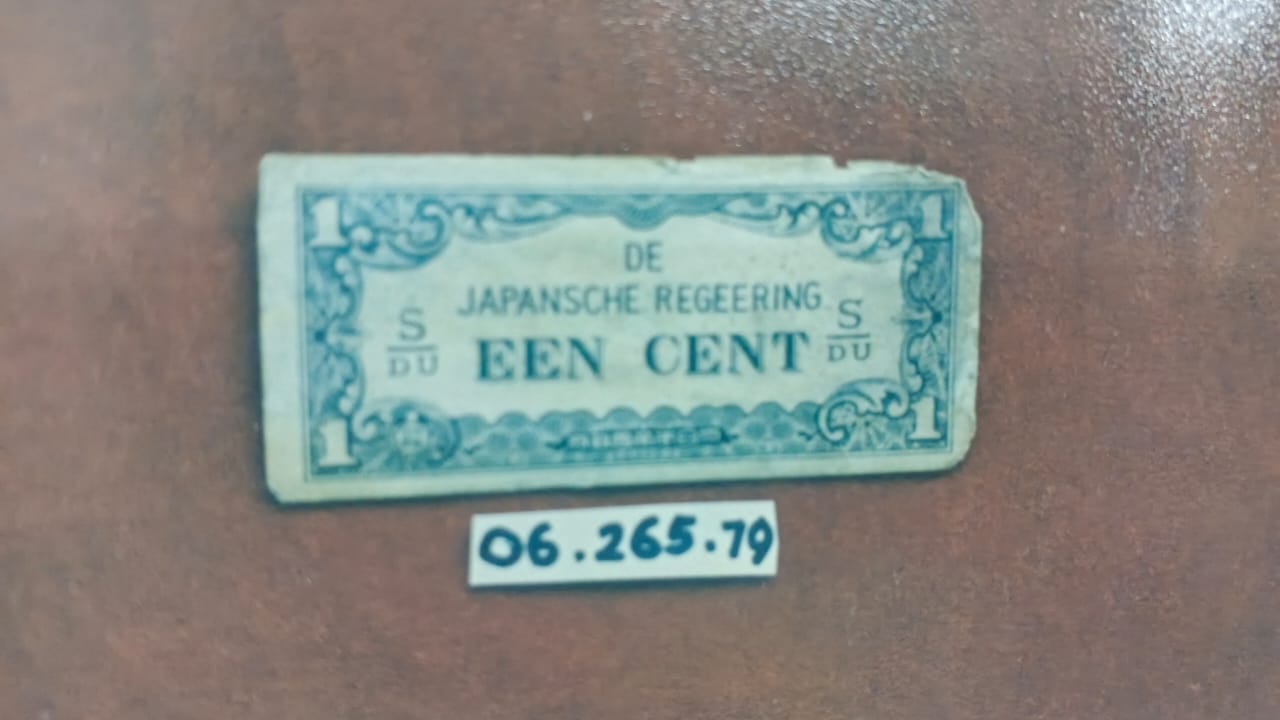 1 1
DE
JAPANSCHE REGEERING
S/DU EEN CENT S/DU
1 1
06.265.79